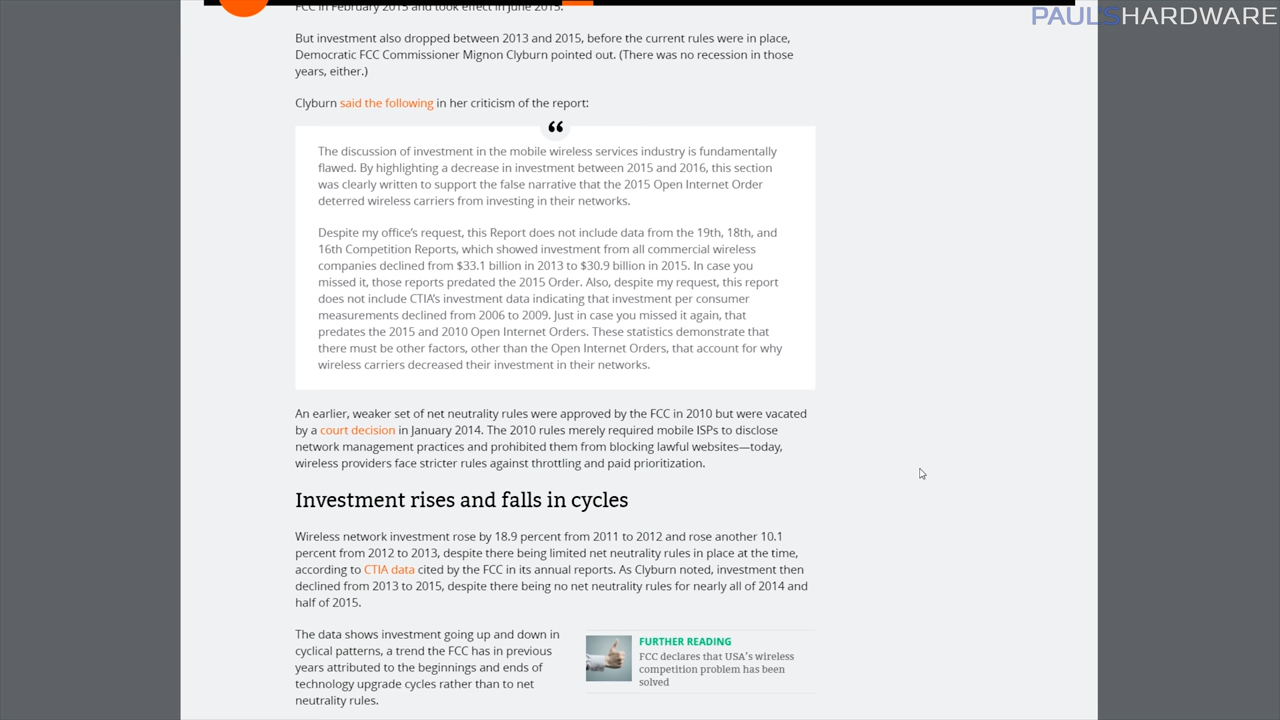 FCC in February 2015 and took effect in June 2015.
PAUL'SHARDWARE
But investment also dropped between 2013 and 2015, before the current rules were in place,
Democratic FCC Commissioner Mignon Clyburn pointed out. (There was no recession in those
years, either.)
Clyburn said the following in her criticism of the report:
“
The discussion of investment in the mobile wireless services industry is fundamentally
flawed. By highlighting a decrease in investment between 2015 and 2016, this section
was clearly written to support the false narrative that the 2015 Open Internet Order
deterred wireless carriers from investing in their networks.
Despite my office's request, this Report does not include data from the 19th, 18th, and
16th Competition Reports, which showed investment from all commercial wireless
companies declined from $33.1 billion in 2013 to $30.9 billion in 2015. In case you
missed it, those reports predated the 2015 Order. Also, despite my request, this report
does not include CTIA's investment data indicating that investment per consumer
measurements declined from 2006 to 2009. Just in case you missed it again, that
predates the 2015 and 2010 Open Internet Orders. These statistics demonstrate that
there must be other factors, other than the Open Internet Orders, that account for why
wireless carriers decreased their investment in their networks.
An earlier, weaker set of net neutrality rules were approved by the FCC in 2010 but were vacated
by a court decision in January 2014. The 2010 rules merely required mobile ISPs to disclose
network management practices and prohibited them from blocking lawful websites—today,
wireless providers face stricter rules against throttling and paid prioritization.
Investment rises and falls in cycles
Wireless network investment rose by 18.9 percent from 2011 to 2012 and rose another 10.1
percent from 2012 to 2013, despite there being limited net neutrality rules in place at the time,
according to CTIA data cited by the FCC in its annual reports. As Clyburn noted, investment then
declined from 2013 to 2015, despite there being no net neutrality rules for nearly all of 2014 and
half of 2015.
The data shows investment going up and down in
cyclical patterns, a trend the FCC has in previous
years attributed to the beginnings and ends of
technology upgrade cycles rather than to net
neutrality rules.
FURTHER READING
FCC declares that USA's wireless
competition problem has been
solved